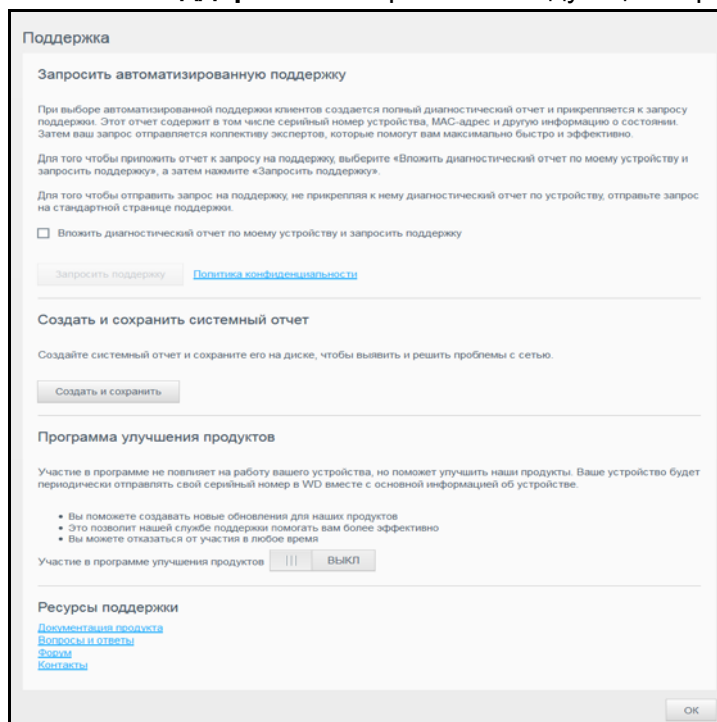 Поддержка
Запросить автоматизированную поддержку
При выборе автоматизированной поддержки клиентов создается полный диагностический отчет и прикрепляется к запросу
поддержки. Этот отчет содержит в том числе серийный номер устройства, MAC-адрес и другую информацию о состоянии.
Затем ваш запрос отправляется коллективу экспертов, которые помогут вам максимально быстро и эффективно.
Для того чтобы приложить отчет к запросу на поддержку, выберите «Вложить диагностический отчет по моему устройству и
запросить поддержку», а затем нажмите «Запросить поддержку».
Для того чтобы отправить запрос на поддержку, не прикрепляя к нему диагностический отчет по устройству, отправьте запрос
на стандартной странице поддержки.
Вложить диагностический отчет по моему устройству и запросить поддержку
Запросить поддержку Политика конфиденциальности
Создать и сохранить системный отчет
Создайте системный отчет и сохраните его на диске, чтобы выявить и решить проблемы с сетью.
Создать и сохранить
Программа улучшения продуктов
Участие в программе не повлияет на работу вашего устройства, но поможет улучшить наши продукты. Ваше устройство будет
периодически отправлять свой серийный номер в WD вместе с основной информацией об устройстве.
• Вы поможете создавать новые обновления для наших продуктов
• Это позволит нашей службе поддержки помогать вам более эффективно
• Вы можете отказаться от участия в любое время
Участие в программе улучшения продуктов ВЫКЛ
Ресурсы поддержки
Документация продукта
Вопросы и ответы
Форум
Контакты
ОК